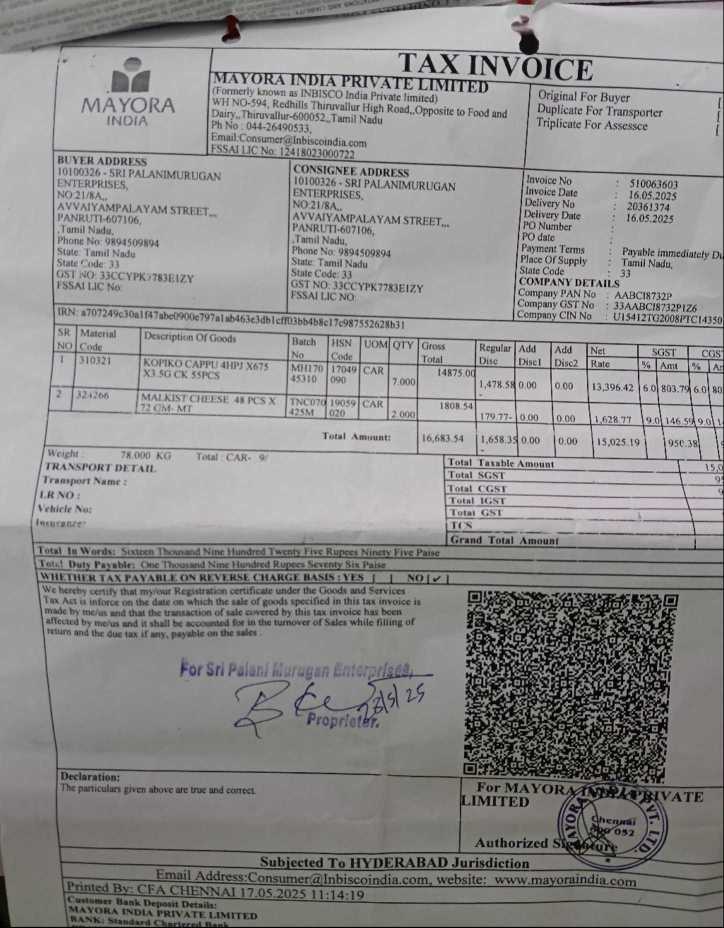 TAX INVOICE
MAYORA
INDIA
MAYORA INDIA PRIVATE LIMITED
(Formerly known as INBISCO India Private limited)
WH NO-594, Redhills Thiruvallur High Road,,Opposite to Food and
Dairy,,Thiruvallur-600052,,Tamil Nadu
Ph No : 044-26490533,
Email:Consumer@Inbiscoindia.com
FSSAI LIC No: 12418023000722
Original For Buyer
Duplicate For Transporter
Triplicate For Assessce
BUYER ADDRESS
10100326 - SRI PALANIMURUGAN
ENTERPRISES,
NO:21/8A,,
AVVAIYAMPALAYAM STREET,,,
PANRUTI-607106,
,Tamil Nadu,
Phone No: 9894509894
State: Tamil Nadu
State Code: 33
GST NO: 33CCYPK7783E1ZY
FSSAI LIC No:
CONSIGNEE ADDRESS
10100326 - SRI PALANIMURUGAN
ENTERPRISES,
NO:21/8A,,
AVVAIYAMPALAYAM STREET,,,
PANRUTI-607106,
,Tamil Nadu,
Phone No: 9894509894
State: Tamil Nadu
State Code: 33
GST NO: 33CCYPK7783E1ZY
FSSAI LIC NO:
Invoice No : 510063603
Invoice Date : 16.05.2025
Delivery No : 20361374
Delivery Date : 16.05.2025
PO Number :
PO date :
Payment Terms : Payable immediately Du
Place Of Supply : Tamil Nadu,
State Code : 33
COMPANY DETAILS
Company PAN No : AABCI8732P
Company GST No : 33AABCI8732P1Z6
Company CIN No : U15412TG2008PTC14350
IRN: a707249c30a1f47abc0900c797a1ab463e3db1cff03bb4b8c17c987552628b31
SR NO Material Code Description Of Goods Batch No HSN Code UOM QTY Gross Total Regular Disc Add Disc1 Add Disc2 Net Rate SGST % Amt CGST % A
1 310321 KOPIKO CAPPU 4HPJ X675 X3.5G CK 55PCS MH170 45310 17049 090 CAR 7.000 14875.00 1,478.58- 0.00 0.00 13,396.42 6.0 803.79 6.0 80
2 324266 MALKIST CHEESE 48 PCS X 72 GM- MT TNC070 425M 19059 020 CAR 2.000 1808.54 179.77- 0.00 0.00 1,628.77 9.0 146.59 9.0
Total Amount: 16,683.54 1,658.35- 0.00 0.00 15,025.19 950.38
Weight : 78.000 KG Total : CAR- 9/
TRANSPORT DETAIL
Transport Name :
LR NO :
Vehicle No:
Insurance:
Total Taxable Amount 15,0
Total SGST 95
Total CGST
Total IGST
Total GST
TCS
Grand Total Amount
Total In Words: Sixteen Thousand Nine Hundred Twenty Five Rupees Ninety Five Paise
Total Duty Payable: One Thousand Nine Hundred Rupees Seventy Six Paise
WHETHER TAX PAYABLE ON REVERSE CHARGE BASIS : YES [ ] NO [✓]
We hereby certify that my/our Registration certificate under the Goods and Services
Tax Act is inforce on the date on which the sale of goods specified in this tax invoice is
made by me/us and that the transaction of sale covered by this tax invoice has been
affected by me/us and it shall be accounted for in the turnover of Sales while filling of
return and the due tax if any, payable on the sales .
For Sri Palani Murugan Enterprises,
23/5/25
Proprietor.
Declaration:
The particulars given above are true and correct.
For MAYORA INDIA PRIVATE
LIMITED
MAYORA INDIA PVT. LTD.
Chennai
600 052
Authorized Signature
Subjected To HYDERABAD Jurisdiction
Email Address:Consumer@Inbiscoindia.com, website: www.mayoraindia.com
Printed By: CFA CHENNAI 17.05.2025 11:14:19
Customer Bank Deposit Details:
MAYORA INDIA PRIVATE LIMITED
BANK: Standard Chartered Bank